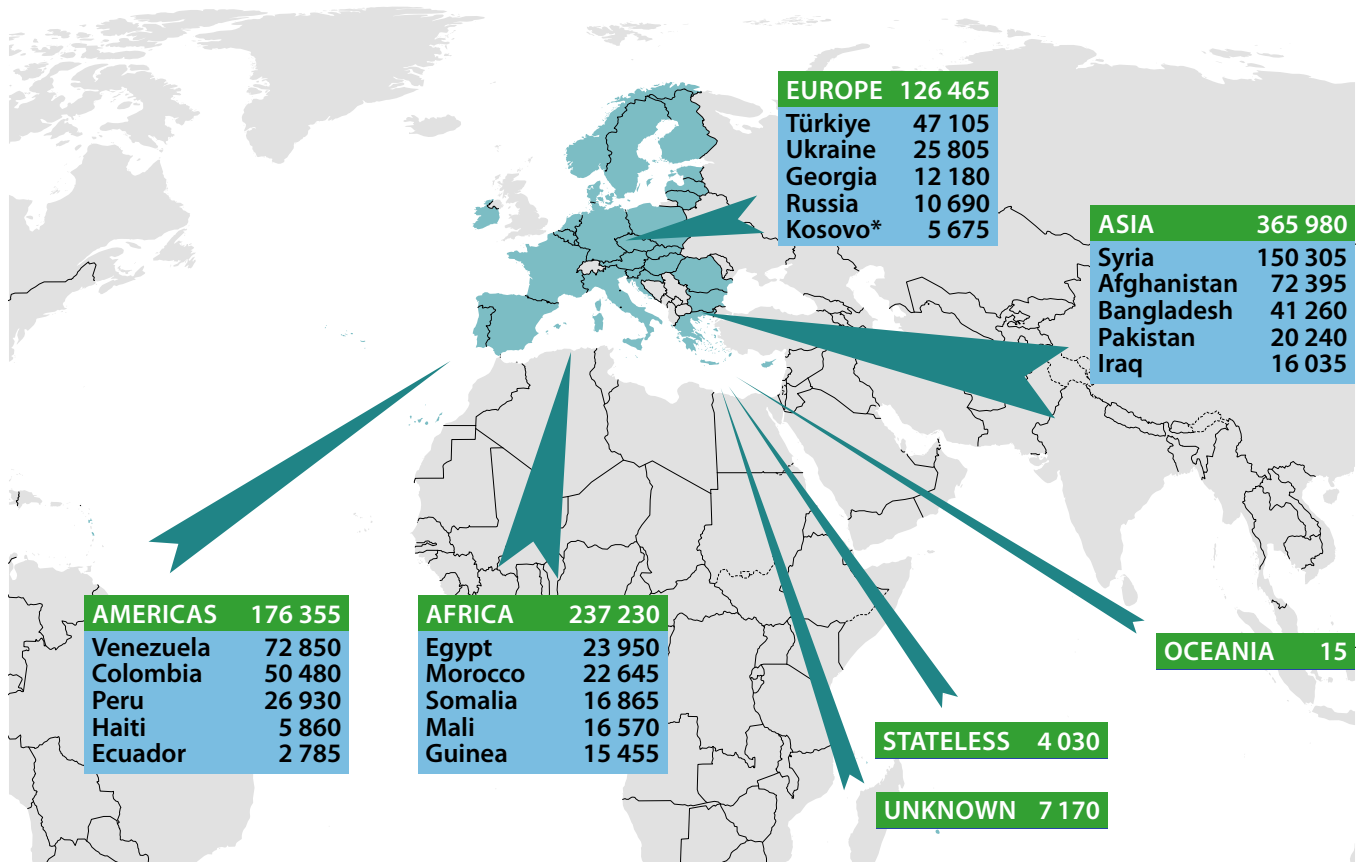 EUROPE 126 465
Türkiye 47 105
Ukraine 25 805
Georgia 12 180
Russia 10 690
Kosovo* 5 675
ASIA 365 980
Syria 150 305
Afghanistan 72 395
Bangladesh 41 260
Pakistan 20 240
Iraq 16 035
AMERICAS 176 355
Venezuela 72 850
Colombia 50 480
Peru 26 930
Haiti 5 860
Ecuador 2 785
AFRICA 237 230
Egypt 23 950
Morocco 22 645
Somalia 16 865
Mali 16 570
Guinea 15 455
OCEANIA 15
STATELESS 4 030
UNKNOWN 7 170